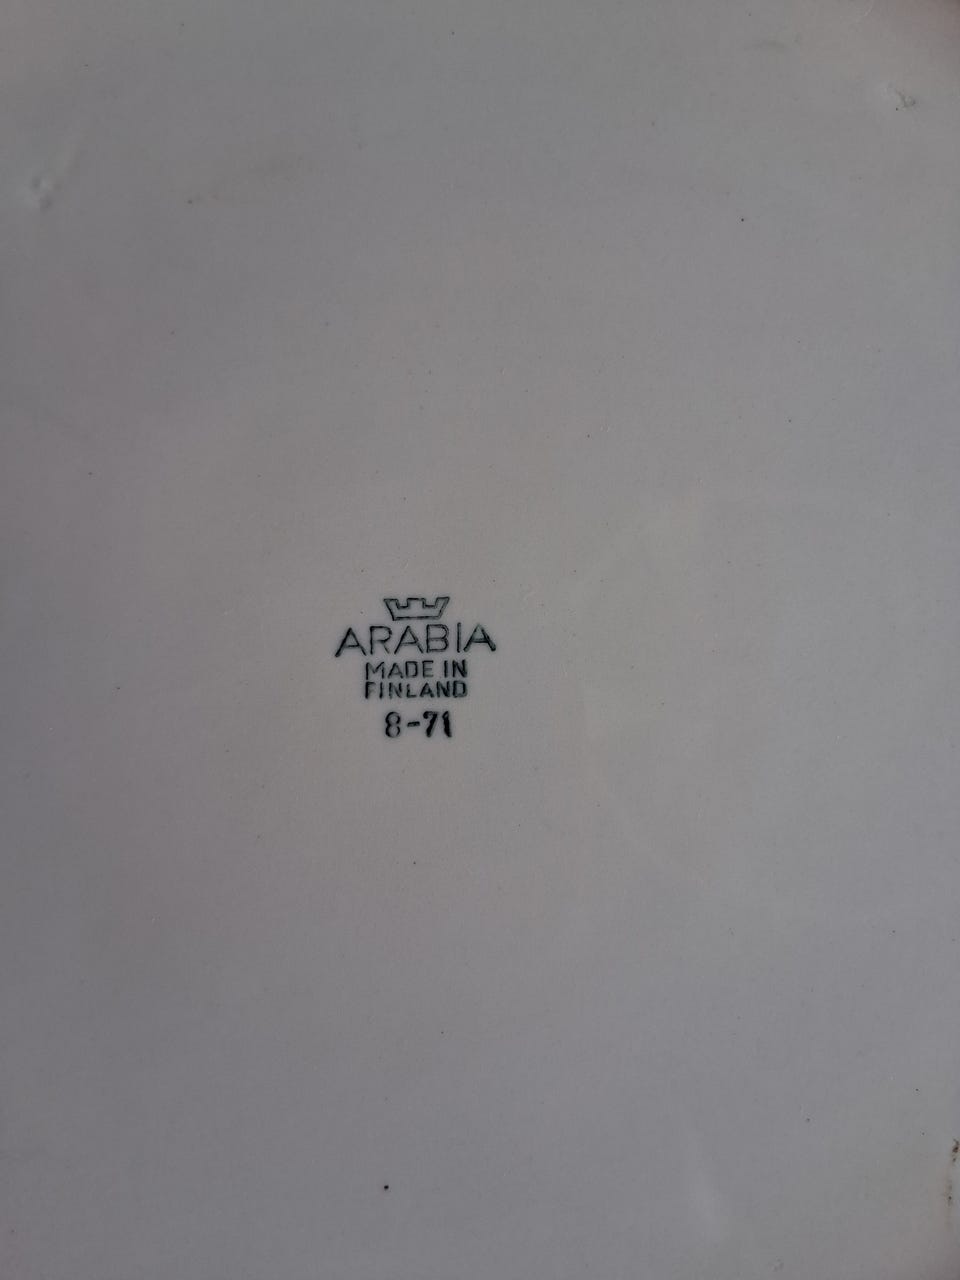 ARABIA
MADE IN
FINLAND
8-71